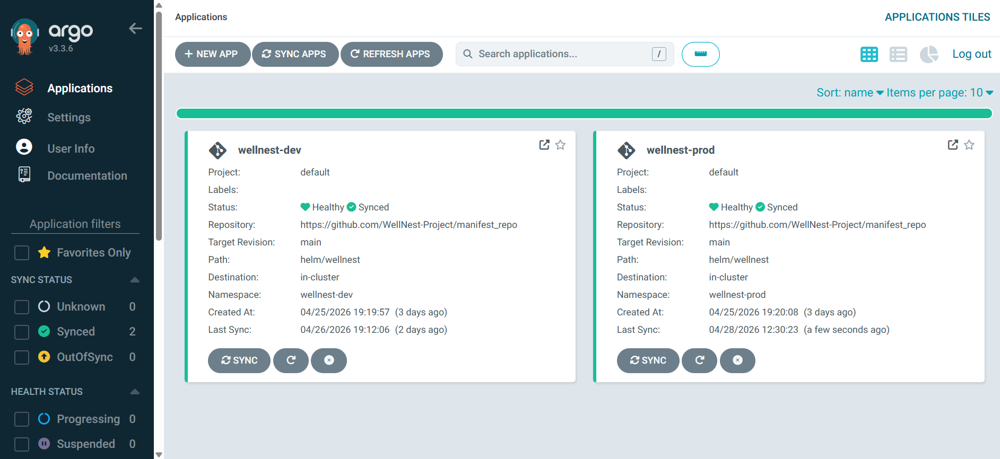 argo
v3.3.6
Applications
Settings
User Info
Documentation
Application filters
Favorites Only
SYNC STATUS
Unknown 0
Synced 2
OutOfSync 0
HEALTH STATUS
Progressing 0
Suspended 0
Applications
APPLICATIONS TILES
NEW APP
SYNC APPS
REFRESH APPS
Search applications... /
Log out
Sort: name Items per page: 10
wellnest-dev
Project: default
Labels:
Status: Healthy Synced
Repository: https://github.com/WellNest-Project/manifest_repo
Target Revision: main
Path: helm/wellnest
Destination: in-cluster
Namespace: wellnest-dev
Created At: 04/25/2026 19:19:57 (3 days ago)
Last Sync: 04/26/2026 19:12:06 (2 days ago)
SYNC
wellnest-prod
Project: default
Labels:
Status: Healthy Synced
Repository: https://github.com/WellNest-Project/manifest_repo
Target Revision: main
Path: helm/wellnest
Destination: in-cluster
Namespace: wellnest-prod
Created At: 04/25/2026 19:20:08 (3 days ago)
Last Sync: 04/28/2026 12:30:23 (a few seconds ago)
SYNC